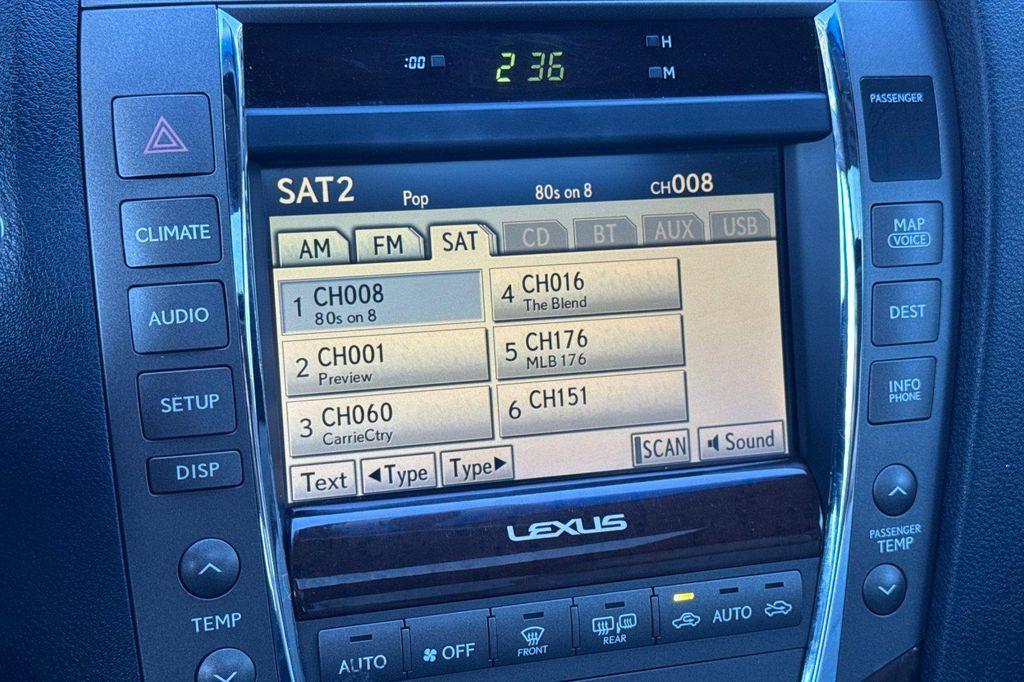 :00
2 36
H
M
PASSENGER
SAT2 Pop 80s on 8 CH008
AM FM SAT CD BT AUX USB
1 CH008
80s on 8
4 CH016
The Blend
2 CH001
Preview
5 CH176
MLB 176
3 CH060
CarrieCtry
6 CH151
Text ◀Type Type▶ SCAN Sound
CLIMATE
AUDIO
SETUP
DISP
TEMP
MAP
VOICE
DEST
INFO
PHONE
PASSENGER
TEMP
LEXUS
AUTO
OFF
FRONT
REAR
AUTO